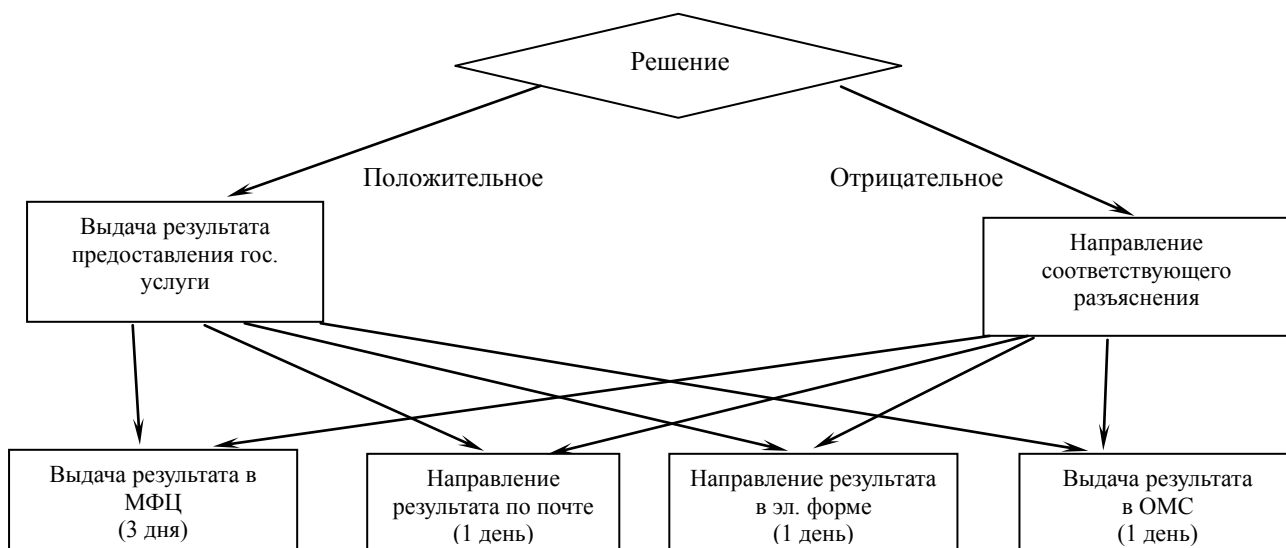 Решение
Положительное
Отрицательное
Выдача результата
предоставления гос.
услуги
Направление
соответствующего
разъяснения
Выдача результата в
МФЦ
(3 дня)
Направление
результата по почте
(1 день)
Направление результата
в эл. форме
(1 день)
Выдача результата
в ОМС
(1 день)